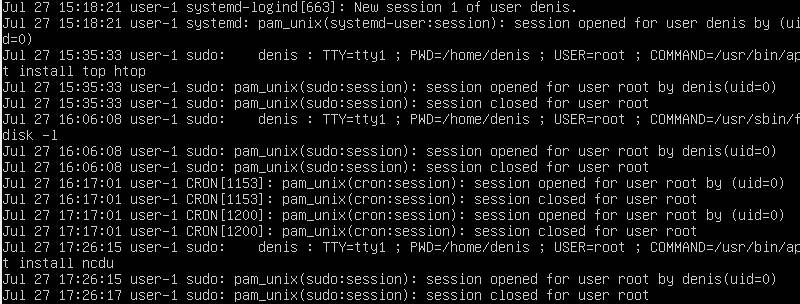 Jul 27 15:18:21 user-1 systemd-logind[663]: New session 1 of user denis.
Jul 27 15:18:21 user-1 systemd: pam_unix(systemd-user:session): session opened for user denis by (ui
d=0)
Jul 27 15:35:33 user-1 sudo:    denis : TTY=tty1 ; PWD=/home/denis ; USER=root ; COMMAND=/usr/bin/ap
t install top htop
Jul 27 15:35:33 user-1 sudo: pam_unix(sudo:session): session opened for user root by denis(uid=0)
Jul 27 15:35:33 user-1 sudo: pam_unix(sudo:session): session closed for user root
Jul 27 16:06:08 user-1 sudo:    denis : TTY=tty1 ; PWD=/home/denis ; USER=root ; COMMAND=/usr/sbin/f
disk -l
Jul 27 16:06:08 user-1 sudo: pam_unix(sudo:session): session opened for user root by denis(uid=0)
Jul 27 16:06:08 user-1 sudo: pam_unix(sudo:session): session closed for user root
Jul 27 16:17:01 user-1 CRON[1153]: pam_unix(cron:session): session opened for user root by (uid=0)
Jul 27 16:17:01 user-1 CRON[1153]: pam_unix(cron:session): session closed for user root
Jul 27 17:17:01 user-1 CRON[1200]: pam_unix(cron:session): session opened for user root by (uid=0)
Jul 27 17:17:01 user-1 CRON[1200]: pam_unix(cron:session): session closed for user root
Jul 27 17:26:15 user-1 sudo:    denis : TTY=tty1 ; PWD=/home/denis ; USER=root ; COMMAND=/usr/bin/ap
t install ncdu
Jul 27 17:26:15 user-1 sudo: pam_unix(sudo:session): session opened for user root by denis(uid=0)
Jul 27 17:26:17 user-1 sudo: pam_unix(sudo:session): session closed for user root